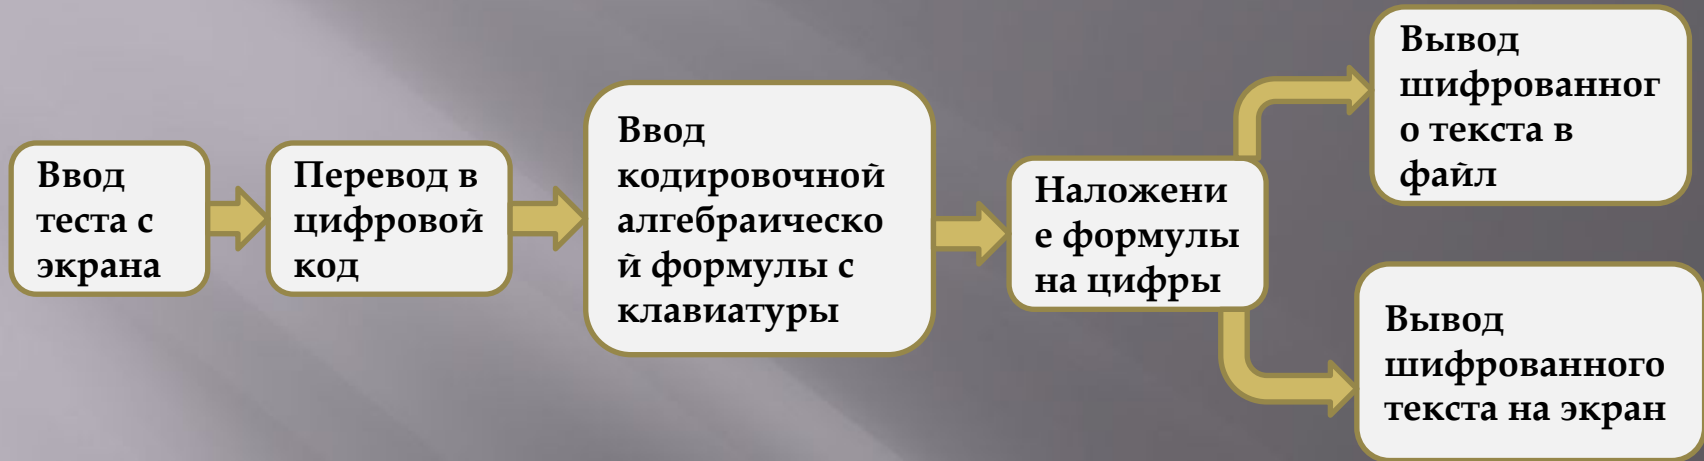 Ввод
теста с
экрана
Перевод в
цифровой
код
Ввод
кодировочной
алгебраическо
й формулы с
клавиатуры
Наложени
е формулы
на цифры
Вывод
шифрованног
о текста в
файл
Вывод
шифрованного
текста на экран